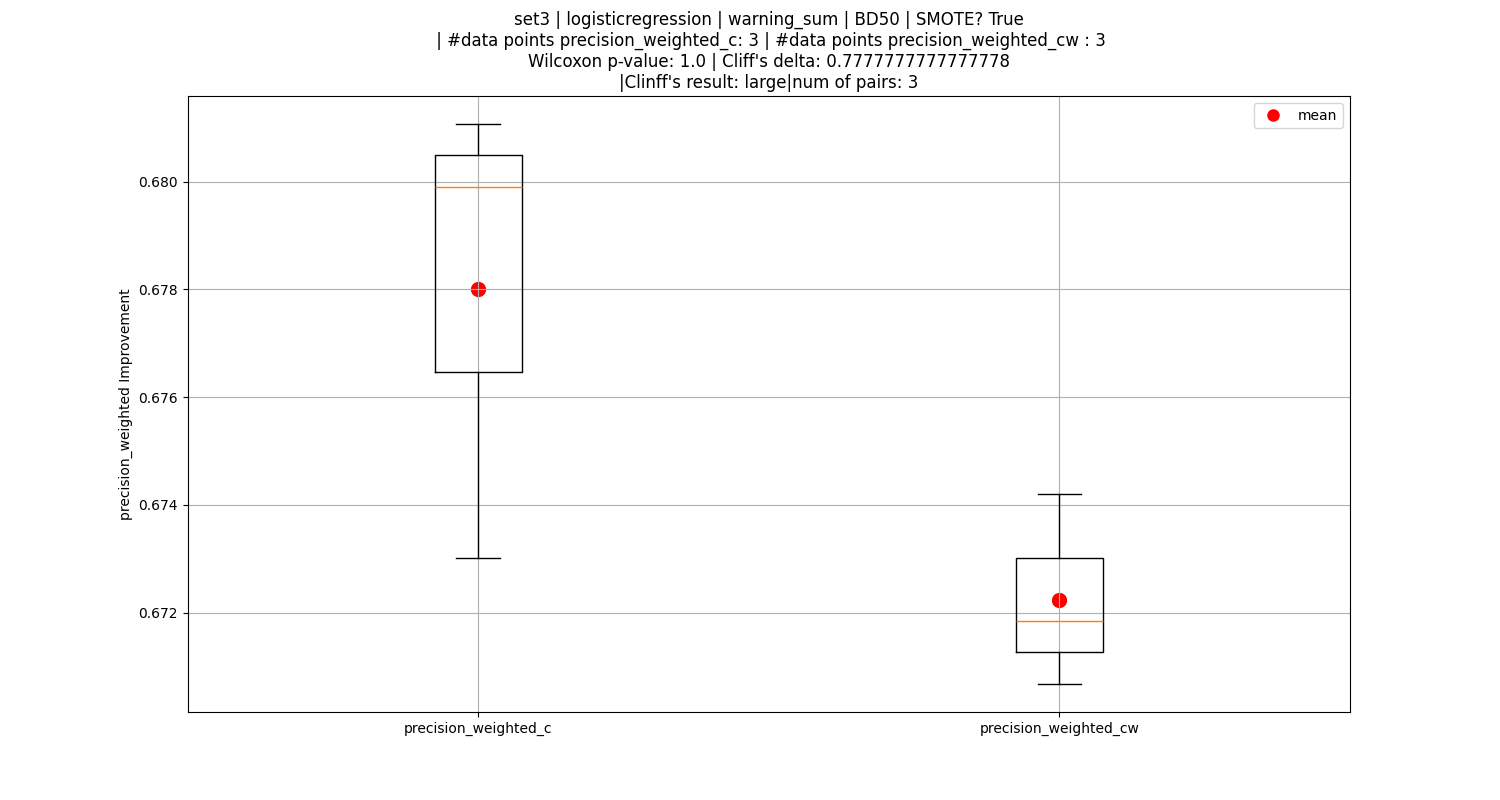 set3 | logisticregression | warning_sum | BD50 | SMOTE? True
| #data points precision_weighted_c: 3 | #data points precision_weighted_cw : 3
Wilcoxon p-value: 1.0 | Cliff's delta: 0.7777777777777778
|Clinff's result: large|num of pairs: 3
mean
0.680
0.678
0.676
0.674
0.672
precision_weighted Improvement
precision_weighted_c
precision_weighted_cw